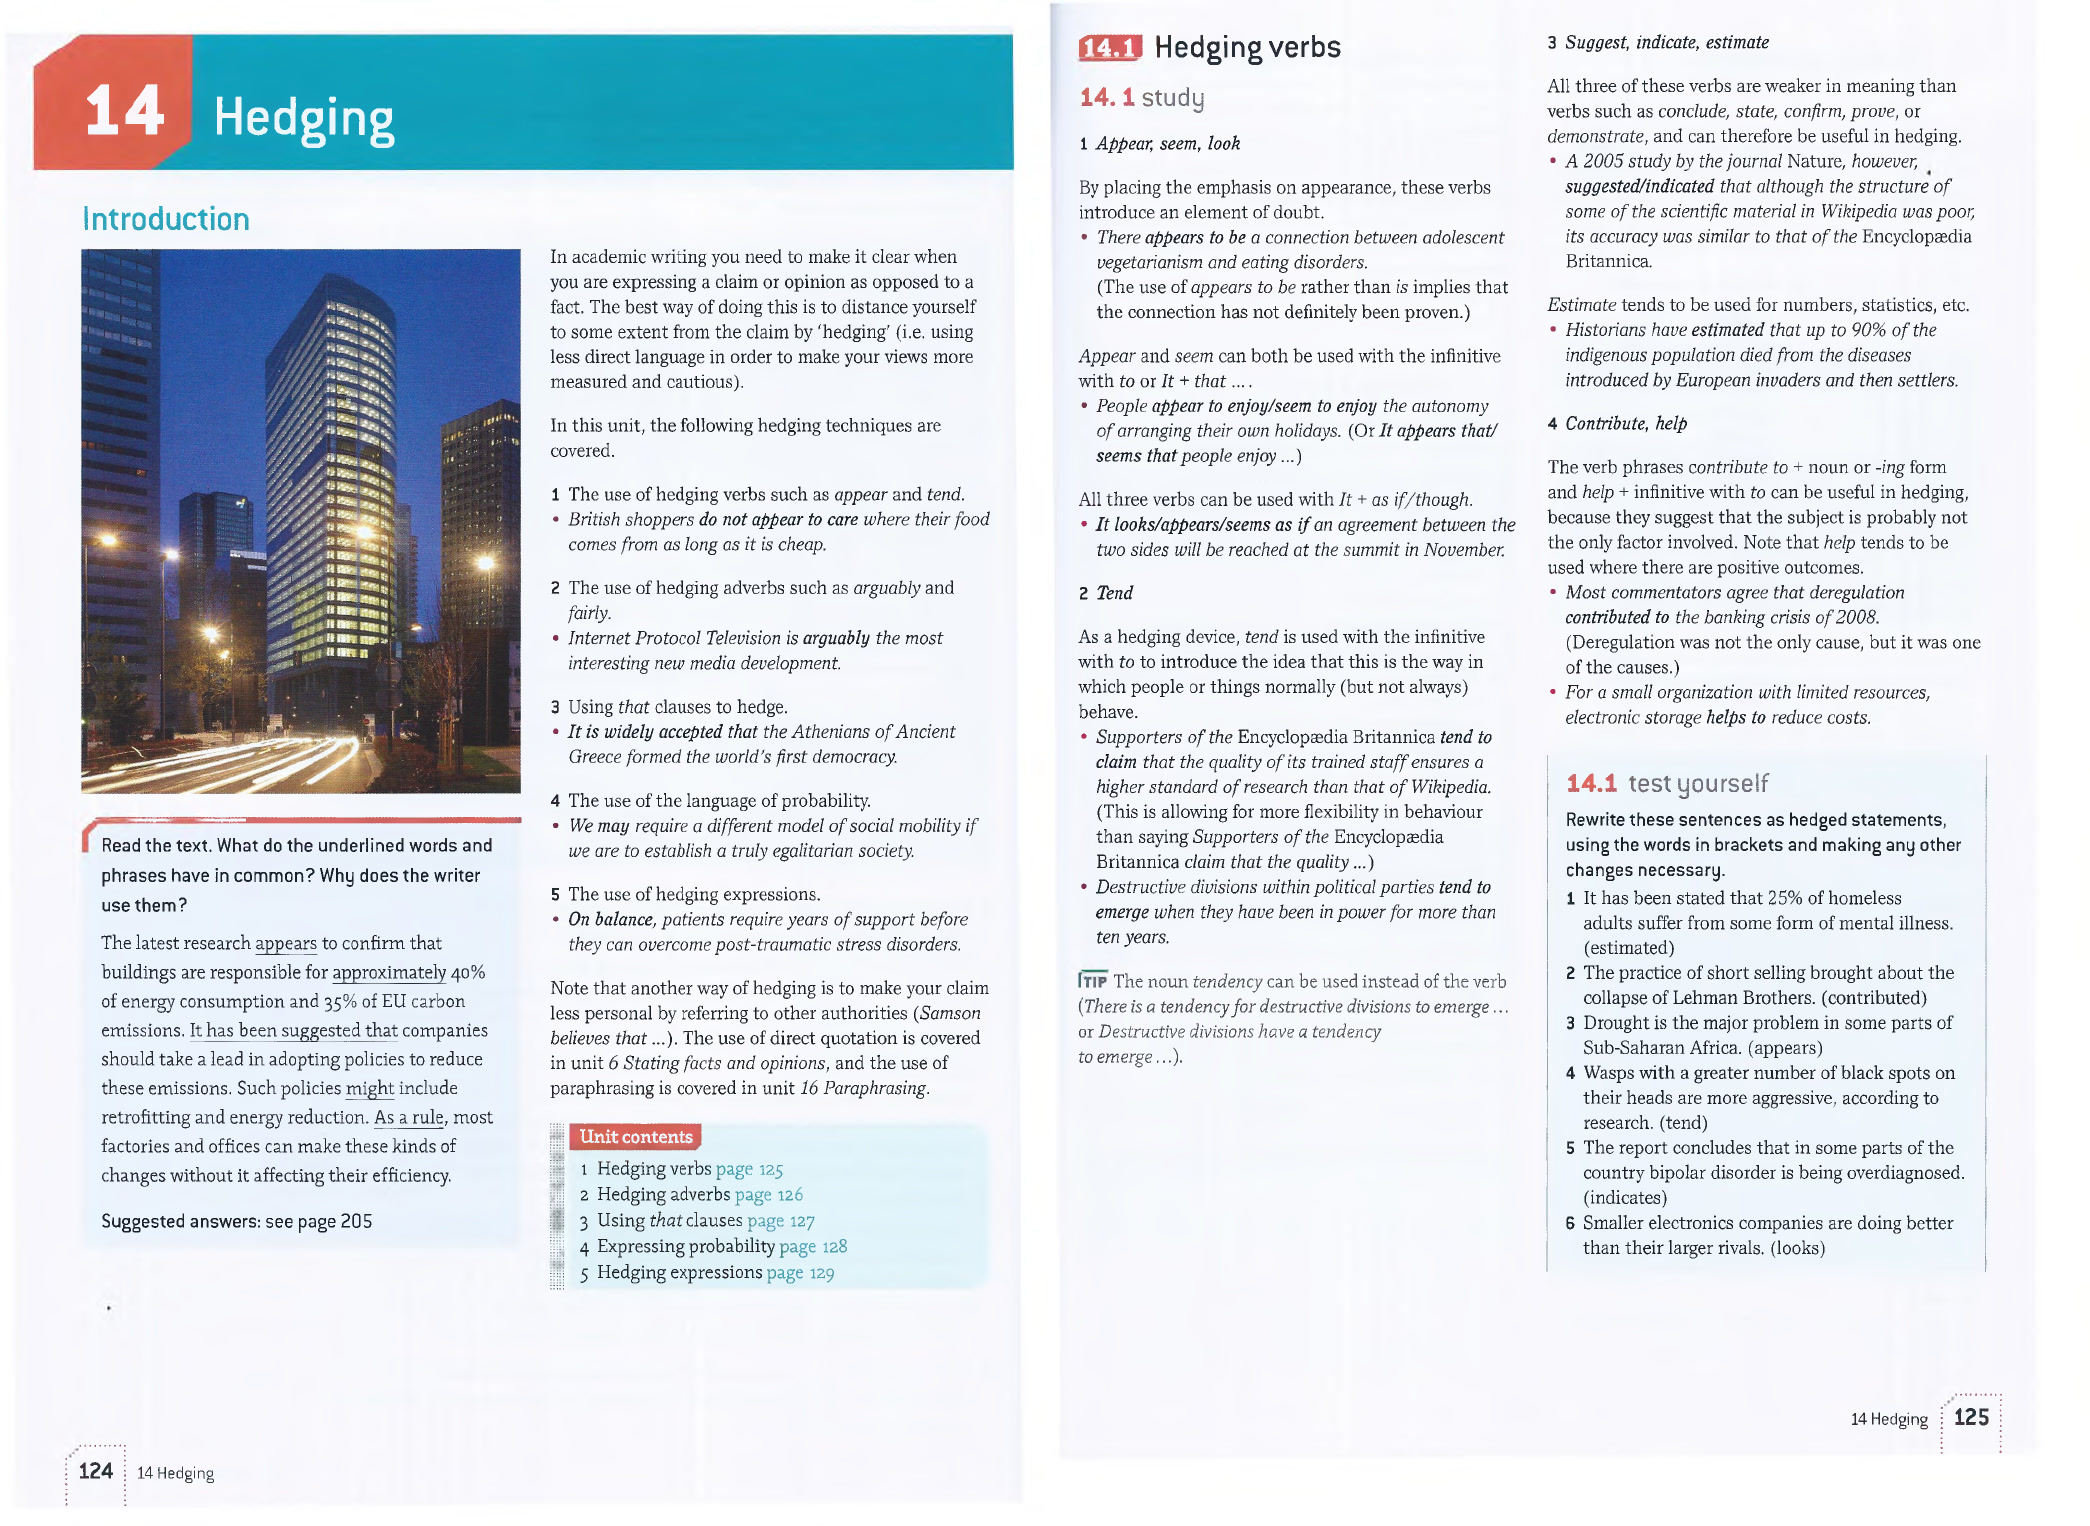 14 Hedging
Introduction
Read the text. What do the underlined words and
phrases have in common? Why does the writer
use them?
The latest research appears to confirm that
buildings are responsible for approximately 40%
of energy consumption and 35% of EU carbon
emissions. It has been suggested that companies
should take a lead in adopting policies to reduce
these emissions. Such policies might include
retrofitting and energy reduction. As a rule, most
factories and offices can make these kinds of
changes without it affecting their efficiency.
Suggested answers: see page 205
In academic writing you need to make it clear when
you are expressing a claim or opinion as opposed to a
fact. The best way of doing this is to distance yourself
to some extent from the claim by 'hedging' (i.e. using
less direct language in order to make your views more
measured and cautious).
In this unit, the following hedging techniques are
covered.
1 The use of hedging verbs such as appear and tend.
• British shoppers do not appear to care where their food
comes from as long as it is cheap.
2 The use of hedging adverbs such as arguably and
fairly.
• Internet Protocol Television is arguably the most
interesting new media development.
3 Using that clauses to hedge.
• It is widely accepted that the Athenians of Ancient
Greece formed the world's first democracy.
4 The use of the language of probability.
• We may require a different model of social mobility if
we are to establish a truly egalitarian society.
5 The use of hedging expressions.
• On balance, patients require years of support before
they can overcome post-traumatic stress disorders.
Note that another way of hedging is to make your claim
less personal by referring to other authorities (Samson
believes that ...). The use of direct quotation is covered
in unit 6 Stating facts and opinions, and the use of
paraphrasing is covered in unit 16 Paraphrasing.
Unit contents
1 Hedging verbs page 125
2 Hedging adverbs page 126
3 Using that clauses page 127
4 Expressing probability page 128
5 Hedging expressions page 129
124 14 Hedging
14.1 Hedging verbs
14.1 study
1 Appear, seem, look
By placing the emphasis on appearance, these verbs
introduce an element of doubt.
• There appears to be a connection between adolescent
vegetarianism and eating disorders.
(The use of appears to be rather than is implies that
the connection has not definitely been proven.)
Appear and seem can both be used with the infinitive
with to or It + that ... .
• People appear to enjoy/seem to enjoy the autonomy
of arranging their own holidays. (Or It appears that/
seems that people enjoy ...)
All three verbs can be used with It + as if/though.
• It looks/appears/seems as if an agreement between the
two sides will be reached at the summit in November.
2 Tend
As a hedging device, tend is used with the infinitive
with to to introduce the idea that this is the way in
which people or things normally (but not always)
behave.
• Supporters of the Encyclopædia Britannica tend to
claim that the quality of its trained staff ensures a
higher standard of research than that of Wikipedia.
(This is allowing for more flexibility in behaviour
than saying Supporters of the Encyclopædia
Britannica claim that the quality ...)
• Destructive divisions within political parties tend to
emerge when they have been in power for more than
ten years.
TIP The noun tendency can be used instead of the verb
(There is a tendency for destructive divisions to emerge ...
or Destructive divisions have a tendency
to emerge ...).
3 Suggest, indicate, estimate
All three of these verbs are weaker in meaning than
verbs such as conclude, state, confirm, prove, or
demonstrate, and can therefore be useful in hedging.
• A 2005 study by the journal Nature, however,
suggested/indicated that although the structure of
some of the scientific material in Wikipedia was poor,
its accuracy was similar to that of the Encyclopædia
Britannica.
Estimate tends to be used for numbers, statistics, etc.
• Historians have estimated that up to 90% of the
indigenous population died from the diseases
introduced by European invaders and then settlers.
4 Contribute, help
The verb phrases contribute to + noun or -ing form
and help + infinitive with to can be useful in hedging,
because they suggest that the subject is probably not
the only factor involved. Note that help tends to be
used where there are positive outcomes.
• Most commentators agree that deregulation
contributed to the banking crisis of 2008.
(Deregulation was not the only cause, but it was one
of the causes.)
• For a small organization with limited resources,
electronic storage helps to reduce costs.
14.1 test yourself
Rewrite these sentences as hedged statements,
using the words in brackets and making any other
changes necessary.
1 It has been stated that 25% of homeless
adults suffer from some form of mental illness.
(estimated)
2 The practice of short selling brought about the
collapse of Lehman Brothers. (contributed)
3 Drought is the major problem in some parts of
Sub-Saharan Africa. (appears)
4 Wasps with a greater number of black spots on
their heads are more aggressive, according to
research. (tend)
5 The report concludes that in some parts of the
country bipolar disorder is being overdiagnosed.
(indicates)
6 Smaller electronics companies are doing better
than their larger rivals. (looks)
14 Hedging 125